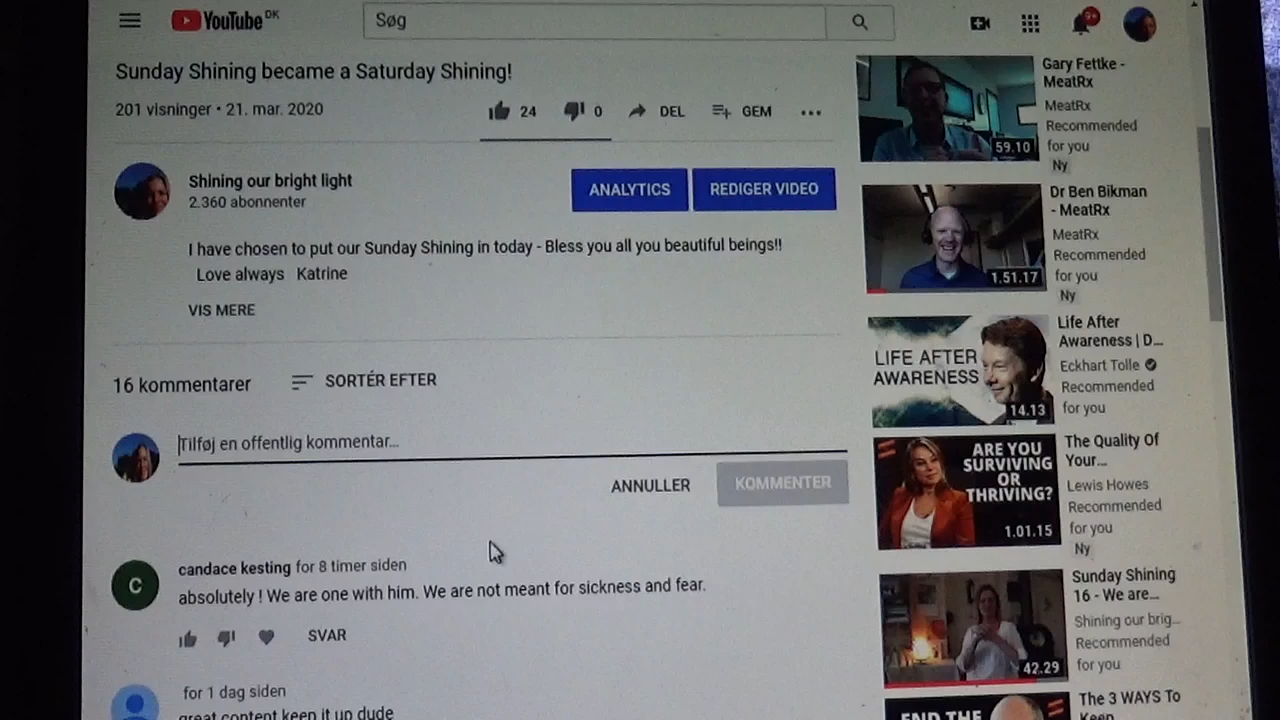 YouTube DK
Søg
9+
Sunday Shining became a Saturday Shining!
201 visninger • 21. mar. 2020
24
0
DEL
GEM
Shining our bright light
2.360 abonnenter
ANALYTICS
REDIGER VIDEO
I have chosen to put our Sunday Shining in today - Bless you all you beautiful beings!!
Love always Katrine
VIS MERE
16 kommentarer
SORTÉR EFTER
Tilføj en offentlig kommentar...
ANNULLER
KOMMENTER
C
candace kesting for 8 timer siden
absolutely ! We are one with him. We are not meant for sickness and fear.
SVAR
for 1 dag siden
great content keep it up dude
59.10
Gary Fettke -
MeatRx
MeatRx
Recommended
for you
Ny
1.51.17
Dr Ben Bikman
- MeatRx
MeatRx
Recommended
for you
Ny
LIFE AFTER
AWARENESS
14.13
Life After
Awareness | D...
Eckhart Tolle
Recommended
for you
ARE YOU
SURVIVING
OR
THRIVING?
1.01.15
The Quality Of
Your...
Lewis Howes
Recommended
for you
Ny
42.29
Sunday Shining
16 - We are...
Shining our brig...
Recommended
for you
END THE
The 3 WAYS To
Keep